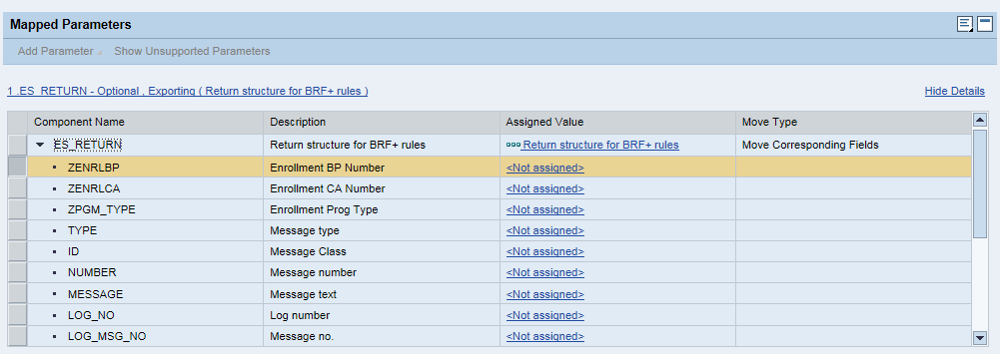 Mapped Parameters
Add Parameter Show Unsupported Parameters
1 .ES_RETURN - Optional , Exporting ( Return structure for BRF+ rules ) Hide Details
Component Name Description Assigned Value Move Type
ES_RETURN Return structure for BRF+ rules Return structure for BRF+ rules Move Corresponding Fields
ZENRLBP Enrollment BP Number <Not assigned>
ZENRLCA Enrollment CA Number <Not assigned>
ZPGM_TYPE Enrollment Prog Type <Not assigned>
TYPE Message type <Not assigned>
ID Message Class <Not assigned>
NUMBER Message number <Not assigned>
MESSAGE Message text <Not assigned>
LOG_NO Log number <Not assigned>
LOG_MSG_NO Message no. <Not assigned>